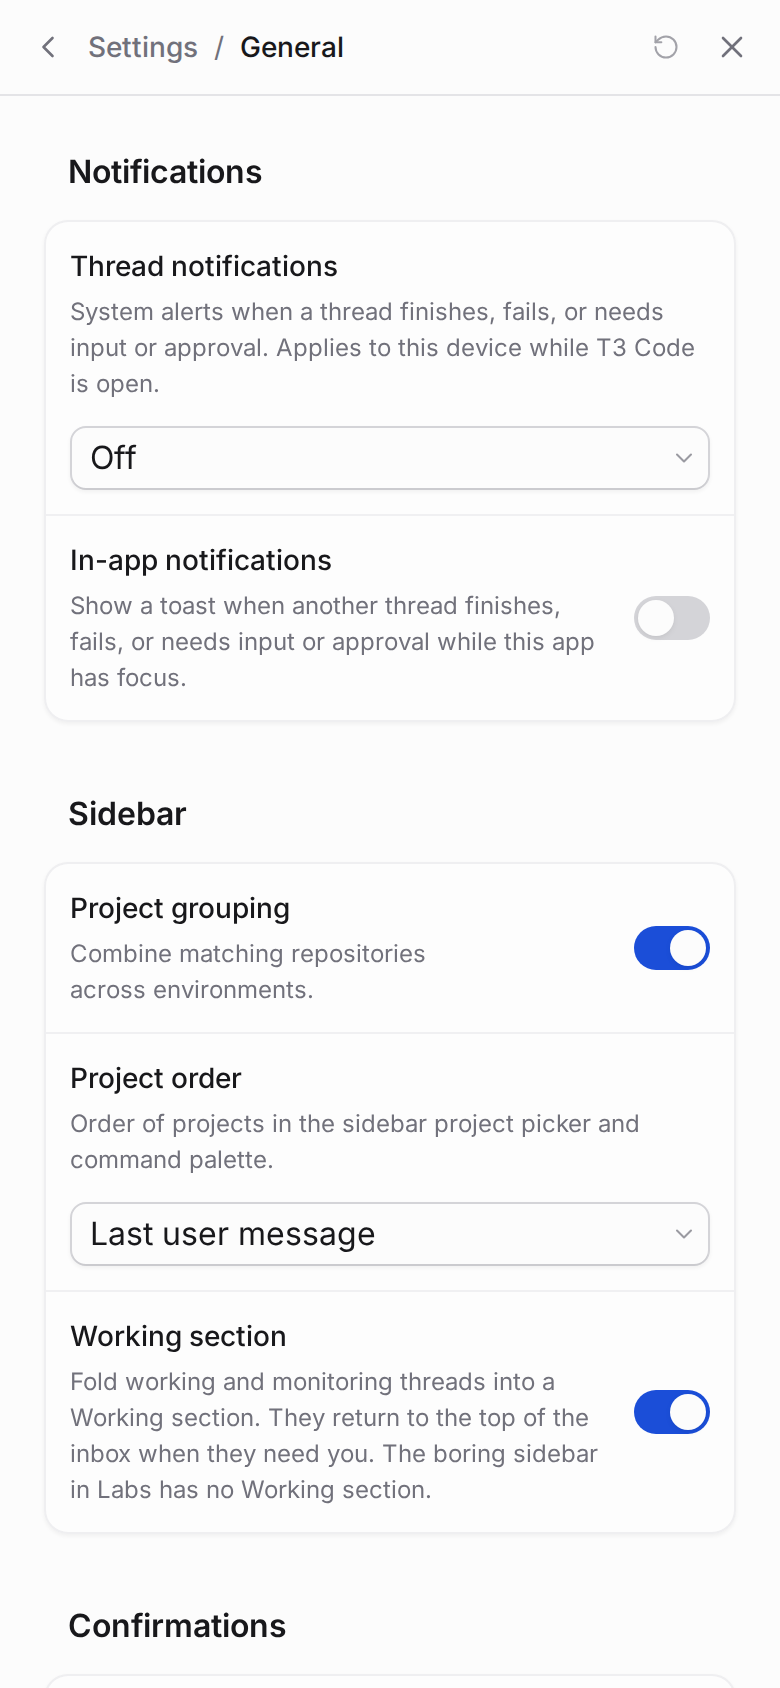 Settings / General
Notifications
Thread notifications
System alerts when a thread finishes, fails, or needs
input or approval. Applies to this device while T3 Code
is open.
Off
In-app notifications
Show a toast when another thread finishes,
fails, or needs input or approval while this app
has focus.
Sidebar
Project grouping
Combine matching repositories
across environments.
Project order
Order of projects in the sidebar project picker and
command palette.
Last user message
Working section
Fold working and monitoring threads into a
Working section. They return to the top of the
inbox when they need you. The boring sidebar
in Labs has no Working section.
Confirmations